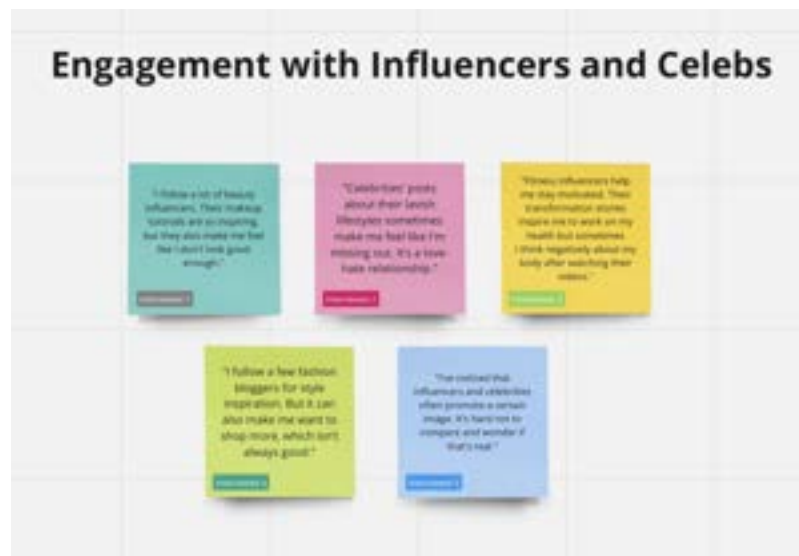 Engagement with Influencers and Celebs
"I follow a lot of beauty
influencers. Their makeup
tutorials are so inspiring,
but they also make me feel
like I don't look good
enough."
"Celebrities' posts
about their lavish
lifestyles sometimes
make me feel like I'm
missing out. It's a love-
hate relationship."
"Fitness influencers help
me stay motivated. Their
transformation stories
inspire me to work on my
health but sometimes
I think negatively about my
body after watching their
videos."
"I follow a few fashion
bloggers for style
inspiration. But it can
also make me want to
shop more, which isn't
always good."
"I've noticed that
influencers and celebrities
often promote a certain
image. It's hard not to
compare and wonder if
that's real."